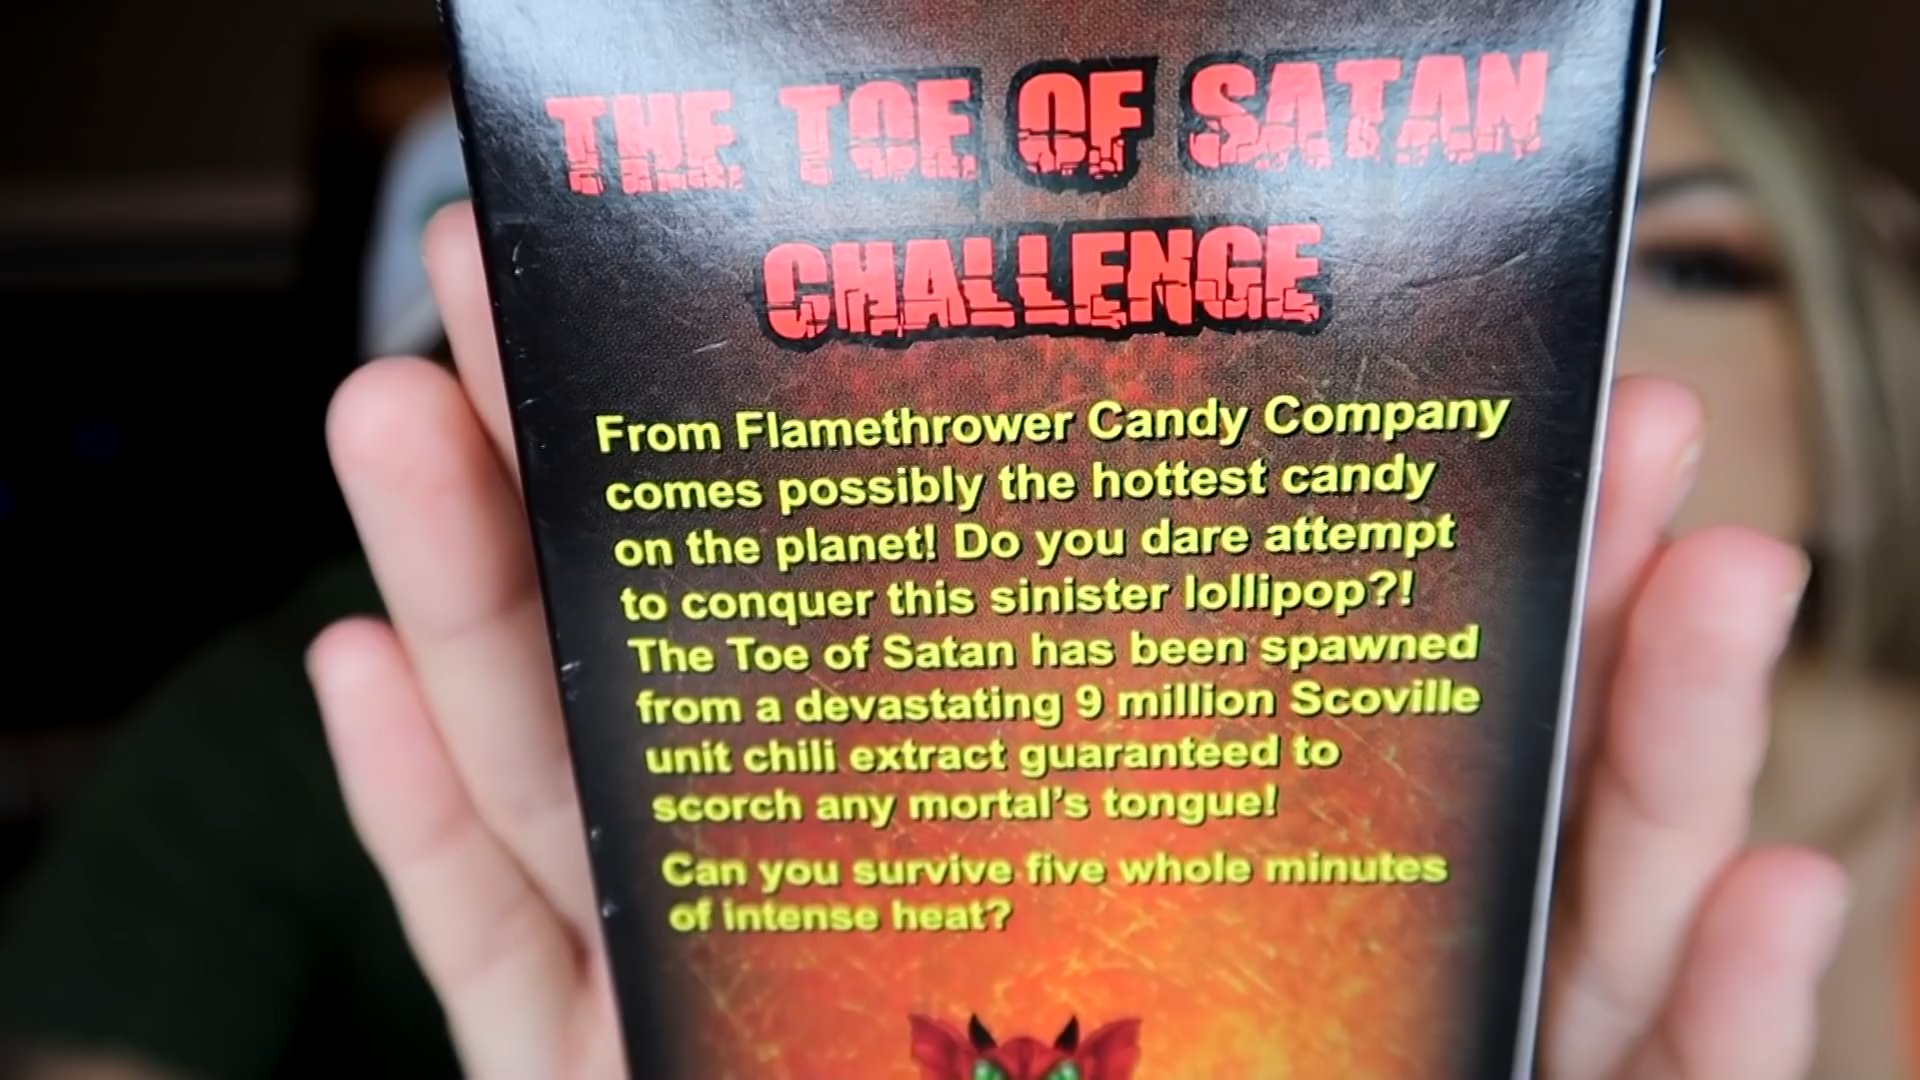 THE TOE OF SATAN
CHALLENGE
From Flamethrower Candy Company
comes possibly the hottest candy
on the planet! Do you dare attempt
to conquer this sinister lollipop?!
The Toe of Satan has been spawned
from a devastating 9 million Scoville
unit chili extract guaranteed to
scorch any mortal's tongue!
Can you survive five whole minutes
of intense heat?